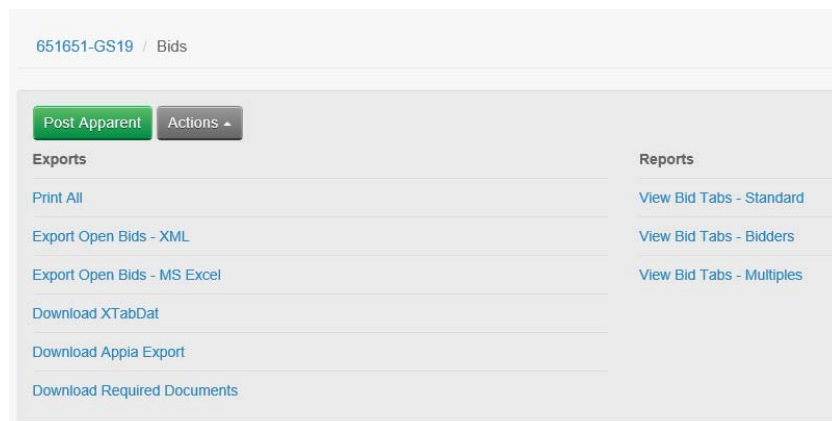 651651-GS19 / Bids
Post Apparent Actions
Exports
Print All
Export Open Bids - XML
Export Open Bids - MS Excel
Download XTabDat
Download Appia Export
Download Required Documents
Reports
View Bid Tabs - Standard
View Bid Tabs - Bidders
View Bid Tabs - Multiples